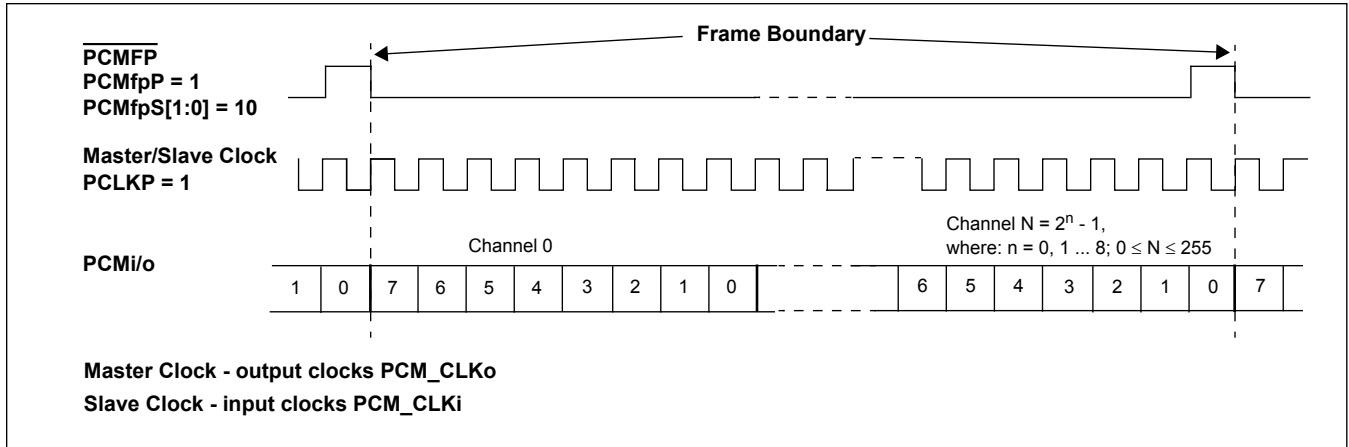 Frame Boundary
PCMFP
PCMfpP = 1
PCMfpS[1:0] = 10
Master/Slave Clock
PCLKP = 1
Channel 0
Channel N = 2ⁿ - 1,
where: n = 0, 1 ... 8; 0 ≤ N ≤ 255
PCMi/o
1 0 7 6 5 4 3 2 1 0 6 5 4 3 2 1 0 7
Master Clock - output clocks PCM_CLKo
Slave Clock - input clocks PCM_CLKi